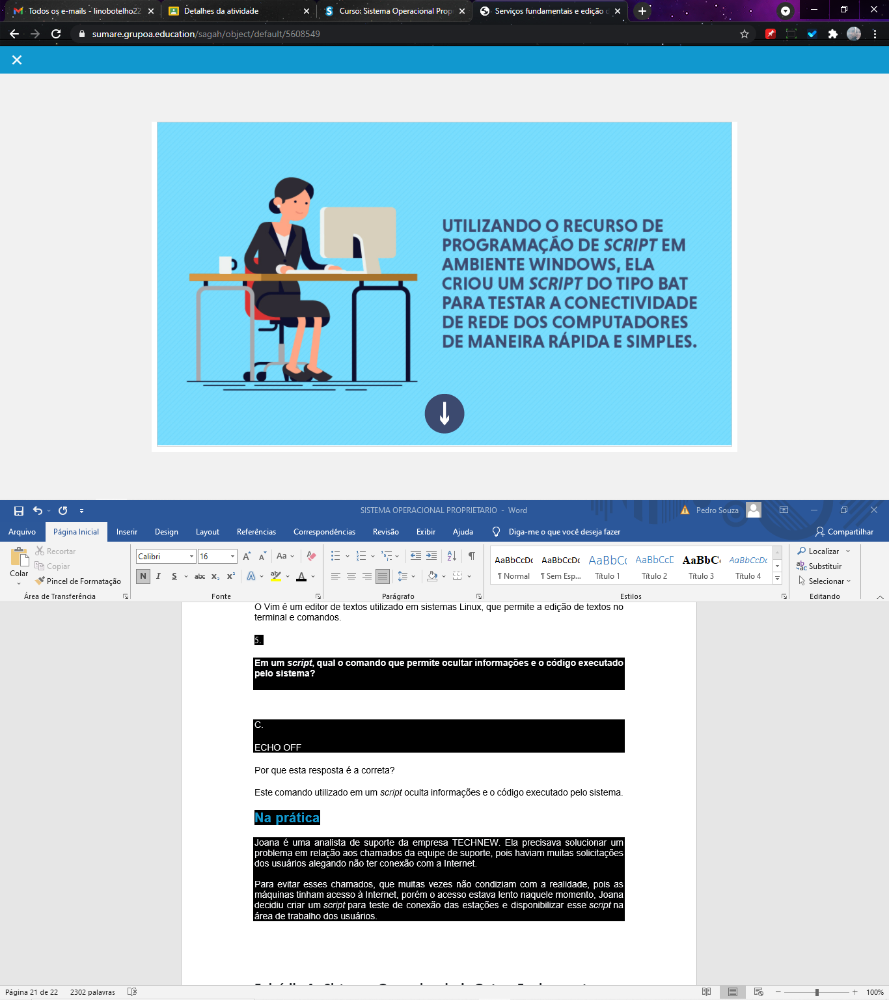 Todos os e-mails - linobotelho22
Detalhes da atividade
Curso: Sistema Operacional Prop
Serviços fundamentais e edição d
sumare.grupoa.education/sagah/object/default/5608549
UTILIZANDO O RECURSO DE
PROGRAMAÇÃO DE SCRIPT EM
AMBIENTE WINDOWS, ELA
CRIOU UM SCRIPT DO TIPO BAT
PARA TESTAR A CONECTIVIDADE
DE REDE DOS COMPUTADORES
DE MANEIRA RÁPIDA E SIMPLES.
SISTEMA OPERACIONAL PROPRIETARIO - Word
Pedro Souza
Arquivo Página Inicial Inserir Design Layout Referências Correspondências Revisão Exibir Ajuda Diga-me o que você deseja fazer Compartilhar
Colar
Recortar
Copiar
Pincel de Formatação
Área de Transferência
Calibri 16
Aa
N I S abc x₂ x² A A
Fonte
Parágrafo
AaBbCcDc AaBbCcDc AaBbCc AaBbCcD AaBbCc AaBbCcDc
¶ Normal ¶ Sem Esp... Título 1 Título 2 Título 3 Título 4
Estilos
Localizar
Substituir
Selecionar
Editando
O Vim é um editor de textos utilizado em sistemas Linux, que permite a edição de textos no
terminal e comandos.
5.
Em um script, qual o comando que permite ocultar informações e o código executado
pelo sistema?
C.
ECHO OFF
Por que esta resposta é a correta?
Este comando utilizado em um script oculta informações e o código executado pelo sistema.
Na prática
Joana é uma analista de suporte da empresa TECHNEW. Ela precisava solucionar um
problema em relação aos chamados da equipe de suporte, pois haviam muitas solicitações
dos usuários alegando não ter conexão com a Internet.
Para evitar esses chamados, que muitas vezes não condiziam com a realidade, pois as
máquinas tinham acesso à Internet, porém o acesso estava lento naquele momento, Joana
decidiu criar um script para teste de conexão das estações e disponibilizar esse script na
área de trabalho dos usuários.
Página 21 de 22 2302 palavras 100%